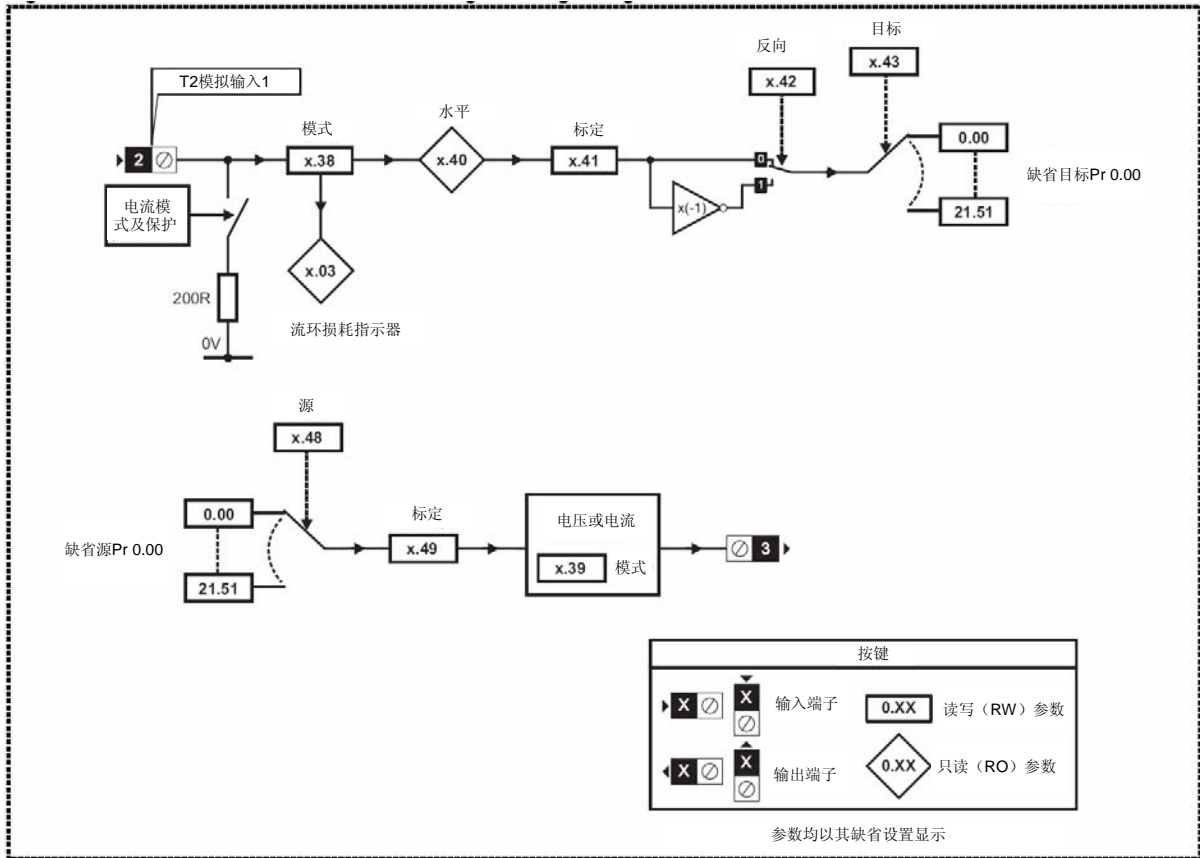 目标
反向
x.43
x.42
T2模拟输入1
水平
模式
标定
2
x.38
x.40
x.41
0
1
x(-1)
0.00
缺省目标Pr 0.00
21.51
电流模
式及保护
x.03
200R
流环损耗指示器
0V
源
x.48
0.00
标定
电压或电流
缺省源Pr 0.00
x.49
x.39 模式
3
21.51
按键
X X 输入端子 0.XX 读写（RW）参数
X X 输出端子 0.XX 只读（RO）参数
参数均以其缺省设置显示